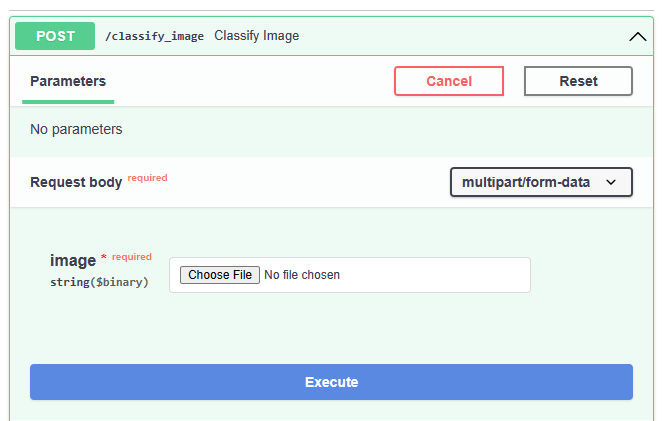 POST /classify_image Classify Image
Parameters Cancel Reset
No parameters
Request body required multipart/form-data
image * required
string($binary)
Choose File No file chosen
Execute